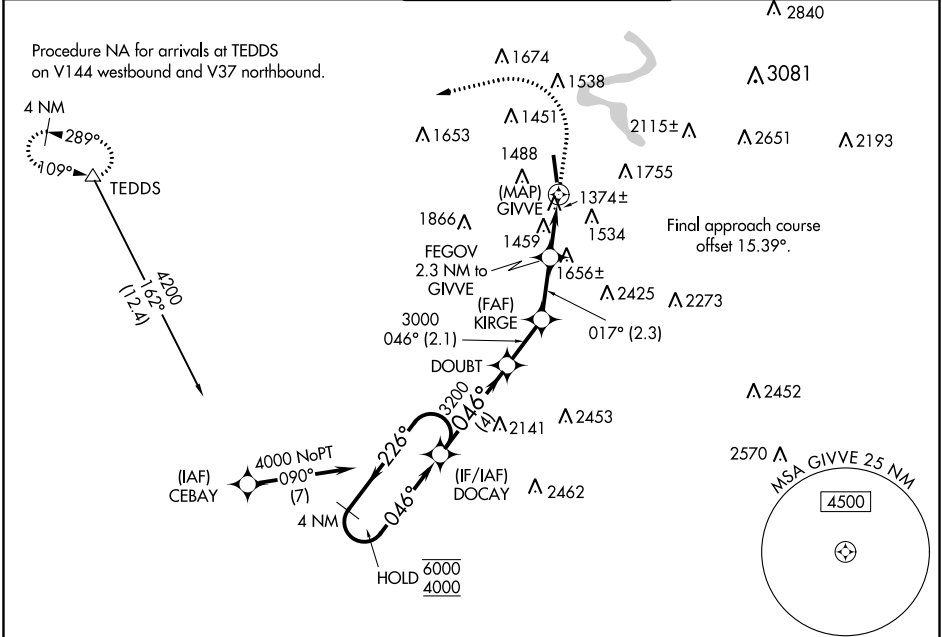 Procedure NA for arrivals at TEDDS
on V144 westbound and V37 northbound.
4 NM
289°
109°
TEDDS
4200
162°
(12.4)
2840
1674
1538
3081
1451
1653
2115±
2651
2193
1488
1755
(MAP)
GIVVE
1374±
1866
1459
1534
Final approach course
offset 15.39°.
FEGOV
2.3 NM to
GIVVE
1656±
2425
2273
(FAF)
KIRGE
3000
046° (2.1)
017° (2.3)
DOUBT
3200
046°
(4)
2141
2453
2452
2570
226°
046°
4 NM
4000 NoPT
090°
(7)
(IAF)
CEBAY
(IF/IAF)
DOCAY
2462
HOLD 6000
4000
MSA GIVVE 25 NM
4500